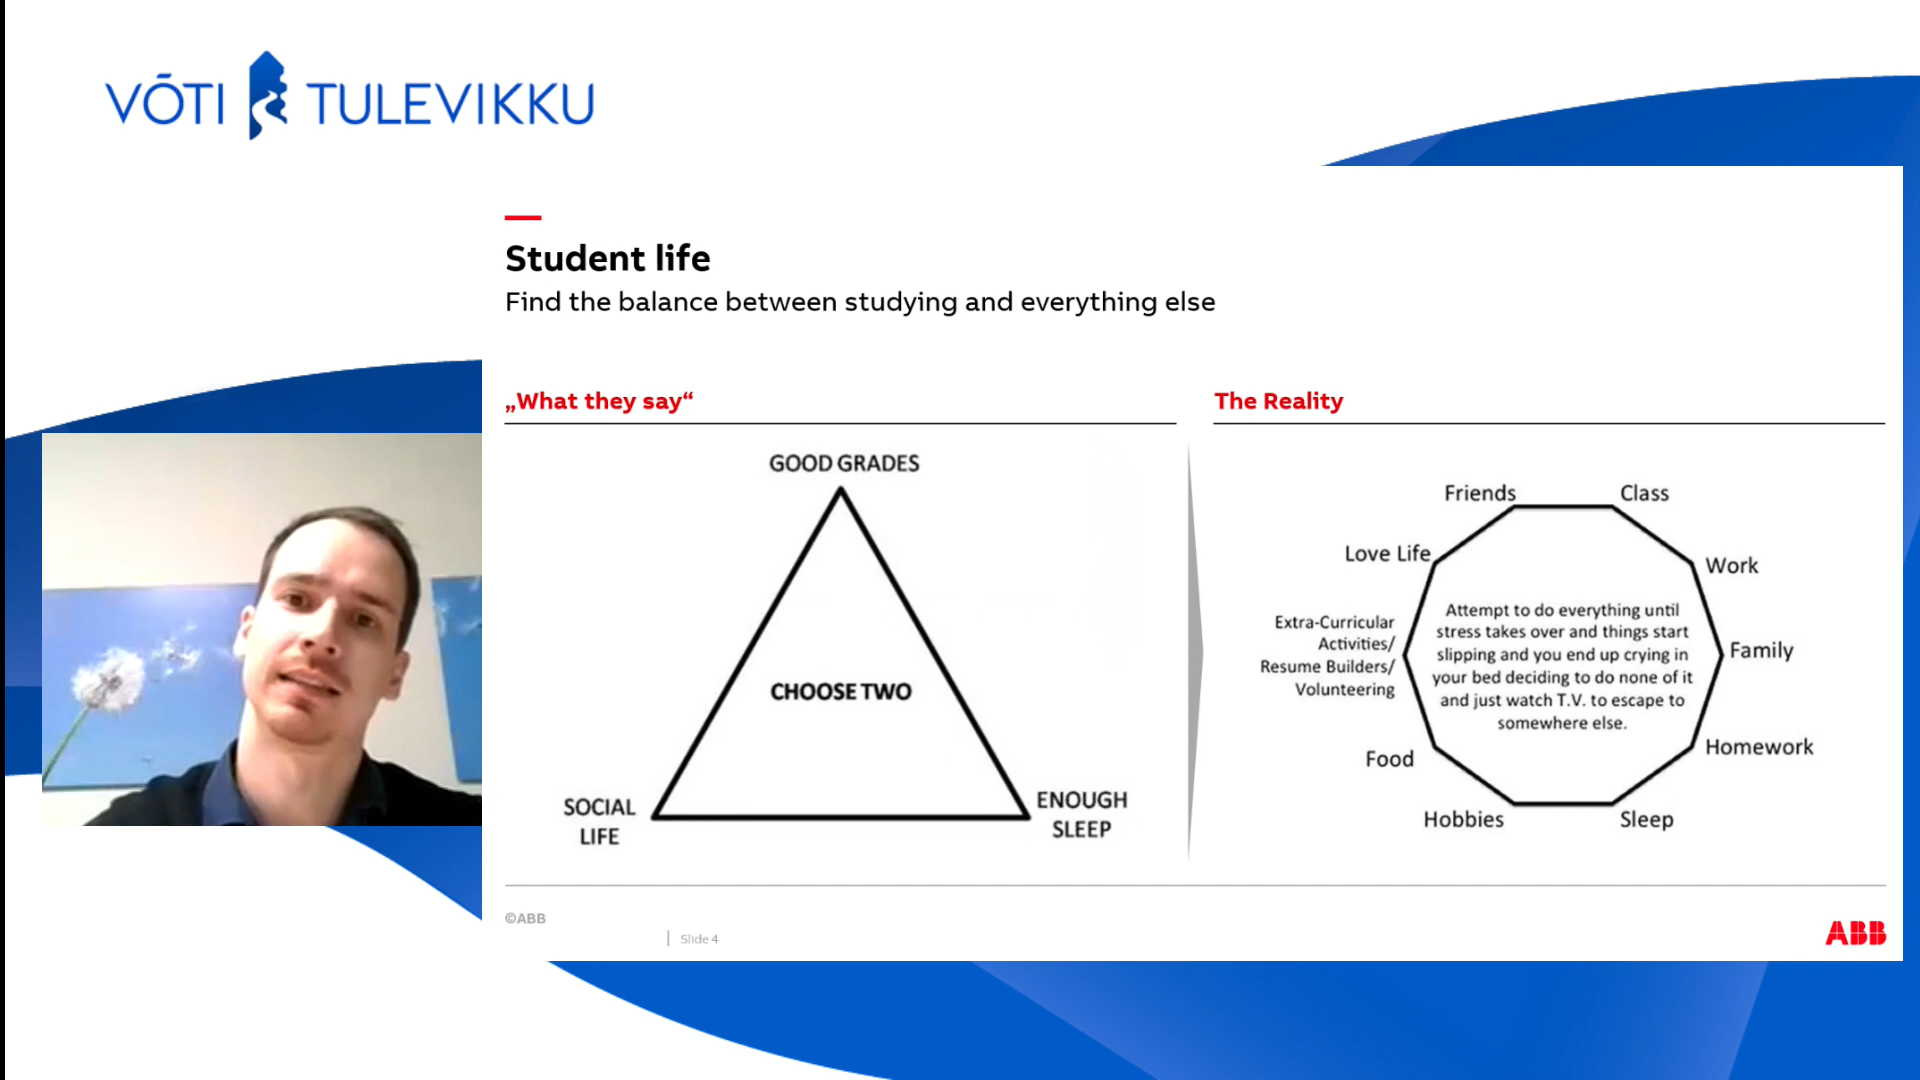 VÕTI TULEVIKKU
Student life
Find the balance between studying and everything else
„What they say“
GOOD GRADES
CHOOSE TWO
SOCIAL
LIFE
ENOUGH
SLEEP
The Reality
Friends
Class
Love Life
Work
Extra-Curricular
Activities/
Resume Builders/
Volunteering
Attempt to do everything until
stress takes over and things start
slipping and you end up crying in
your bed deciding to do none of it
and just watch T.V. to escape to
somewhere else.
Family
Food
Homework
Hobbies
Sleep
©ABB
Slide 4
ABB